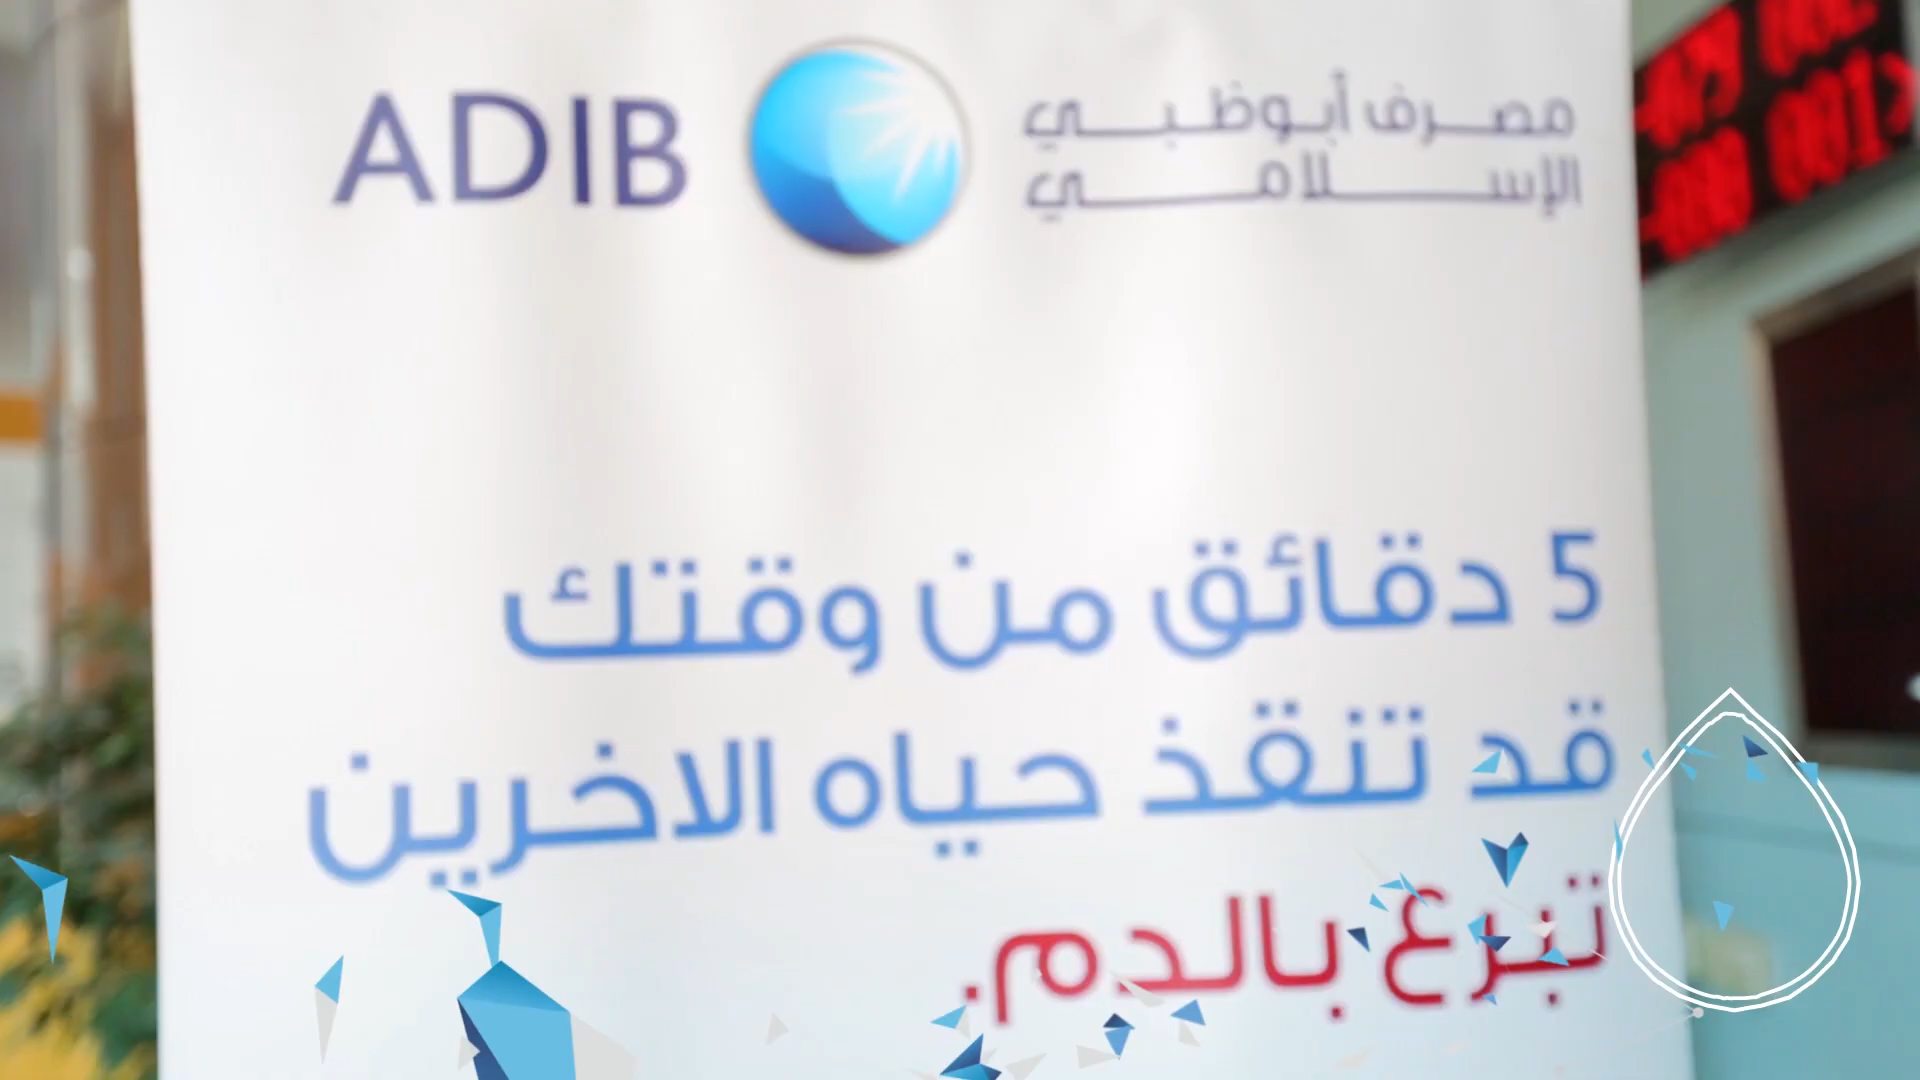 ADIB
مصرف أبوظبي
الإسلامي
5 دقائق من وقتك
قد تنقذ حياه الاخرين
تبرع بالدم.